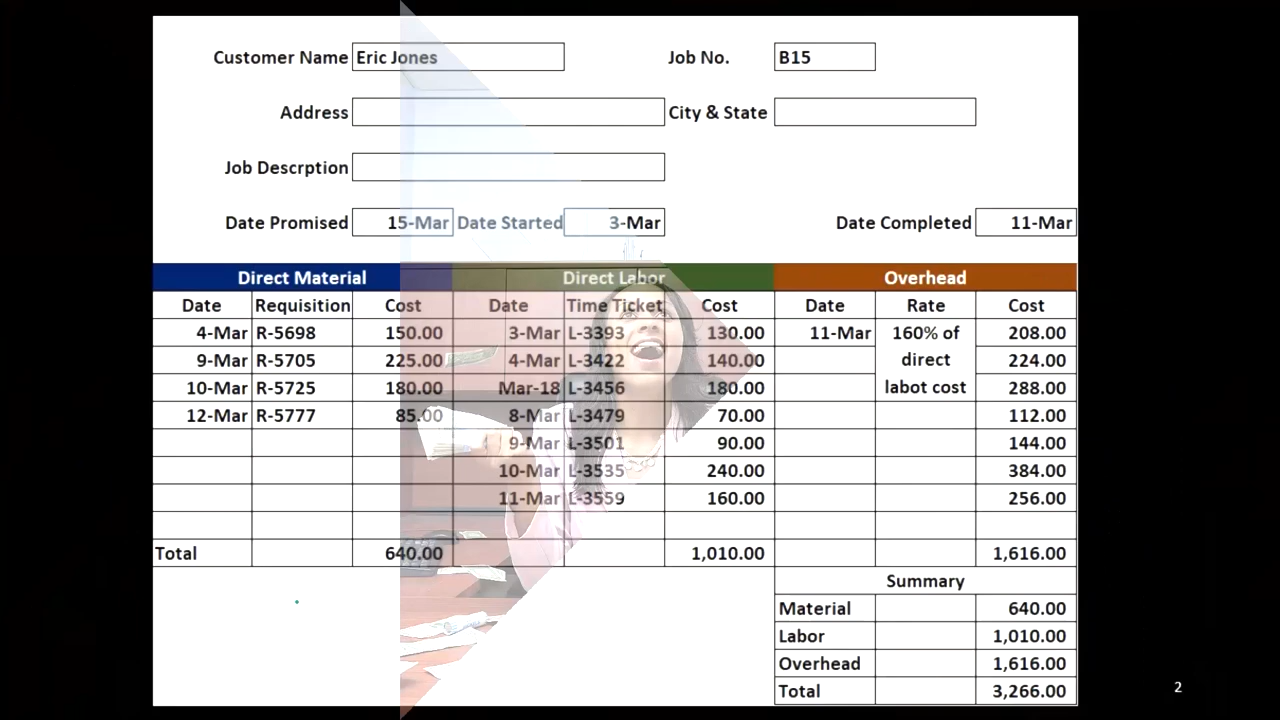 Customer Name Eric Jones Job No. B15
Address City & State
Job Descrption
Date Promised 15-Mar Date Started 3-Mar Date Completed 11-Mar
Direct Material Direct Labor Overhead
Date Requisition Cost Date Time Ticket Cost Date Rate Cost
4-Mar R-5698 150.00 3-Mar L-3393 130.00 11-Mar 160% of 208.00
9-Mar R-5705 225.00 4-Mar L-3422 140.00 direct 224.00
10-Mar R-5725 180.00 Mar-18 L-3456 180.00 labot cost 288.00
12-Mar R-5777 85.00 8-Mar L-3479 70.00 112.00
9-Mar L-3501 90.00 144.00
10-Mar L-3535 240.00 384.00
11-Mar L-3559 160.00 256.00
Total 640.00 1,010.00 1,616.00
Summary
Material 640.00
Labor 1,010.00
Overhead 1,616.00
Total 3,266.00
2